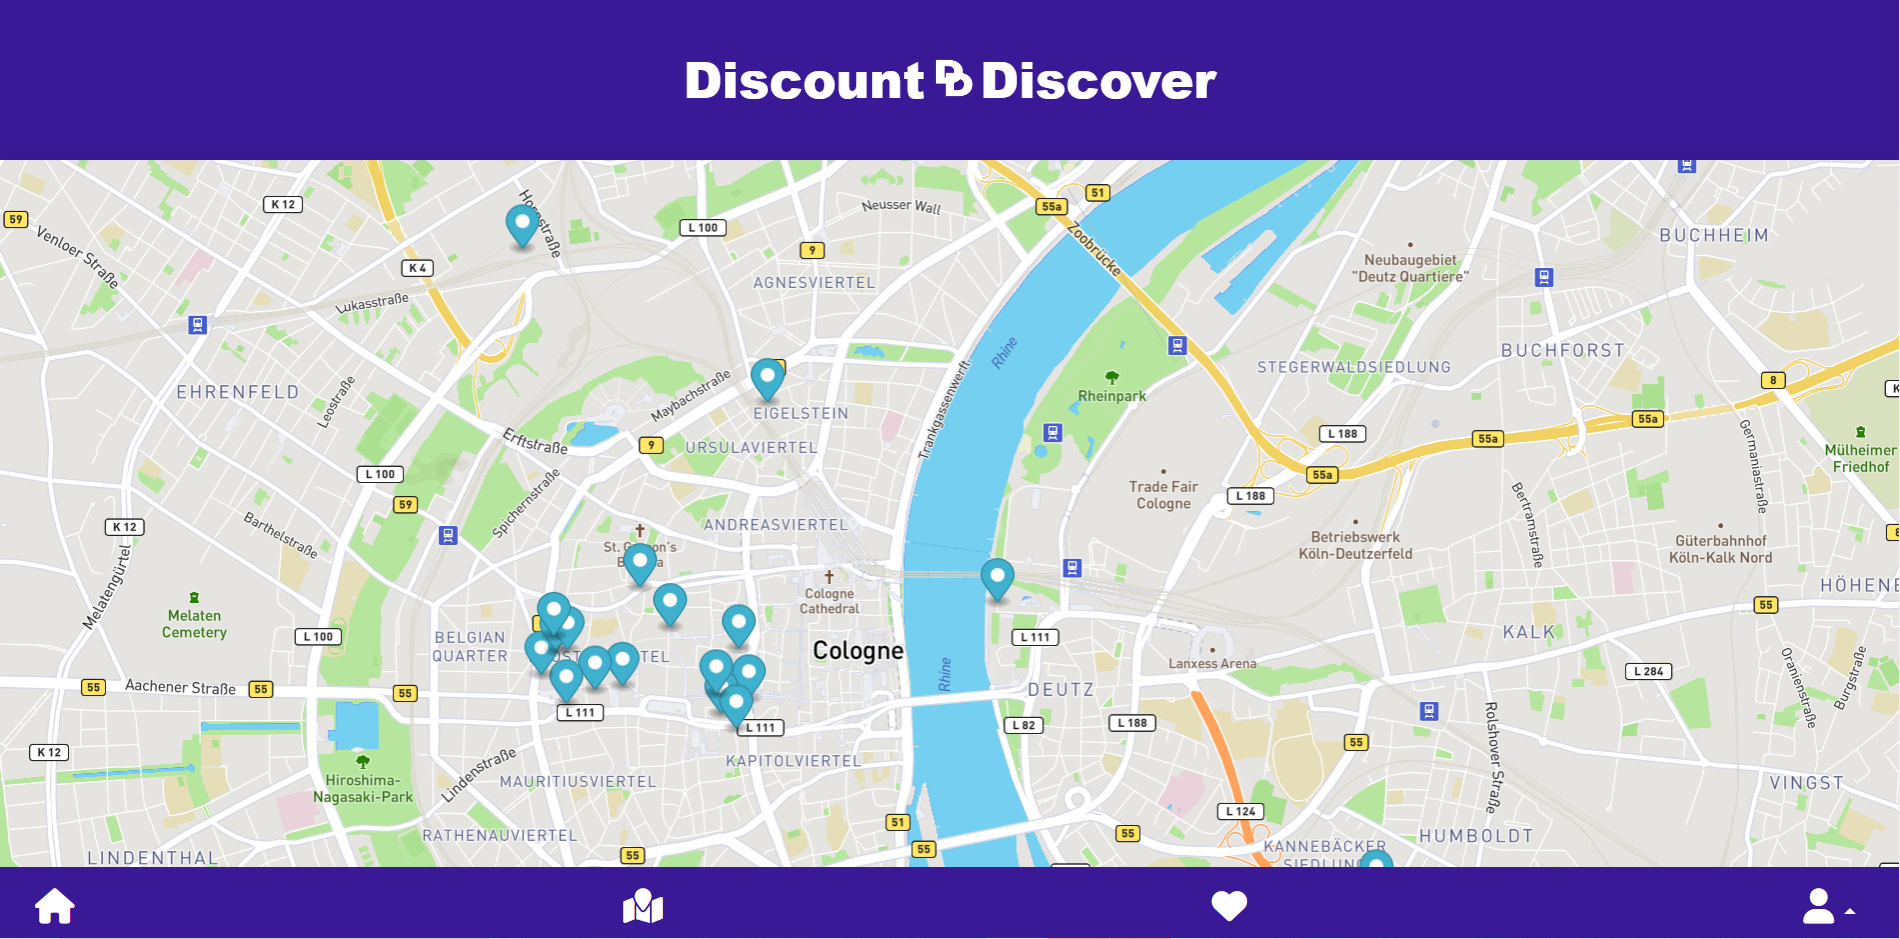 Discount DD Discover
51
55a
K 12
59
Hornstraße
Neusser Wall
L 100
BUCHHEIM
Venloer Straße
9
Zoobrücke
Neubaugebiet
"Deutz Quartiere"
K 4
AGNESVIERTEL
Lukasstraße
Rhine
BUCHFORST
STEGERWALDSIEDLUNG
8
EHRENFELD
Leostraße
Maybachstraße
Rheinpark
EIGELSTEIN
Trankgassenwerft
55a
Erftstraße
9
URSULAVIERTEL
L 188
55a
Germaniastraße
Mülheimer
Friedhof
L 100
55a
Trade Fair
Cologne
L 188
59
Spichernstraße
Bertramstraße
K 12
Barthelstraße
ANDREASVIERTEL
Betriebswerk
Köln-Deutzerfeld
Güterbahnhof
Köln-Kalk Nord
Melatengürtel
Cologne
Cathedral
HÖHENB
55
Melaten
Cemetery
L 100
BELGIAN
QUARTER
L 111
KALK
Cologne
Lanxess Arena
L 284
Oranienstraße
Burgstraße
55
Aachener Straße
55
55
Rhine
DEUTZ
L 111
L 111
L 82
L 188
Rolshover Straße
55
K 12
Lindenstraße
KAPITOLVIERTEL
Hiroshima-
Nagasaki-Park
MAURITIUSVIERTEL
VINGST
L 124
51
RATHENAUVIERTEL
55
HUMBOLDT
55
55
KANNEBÄCKER
LINDENTHAL